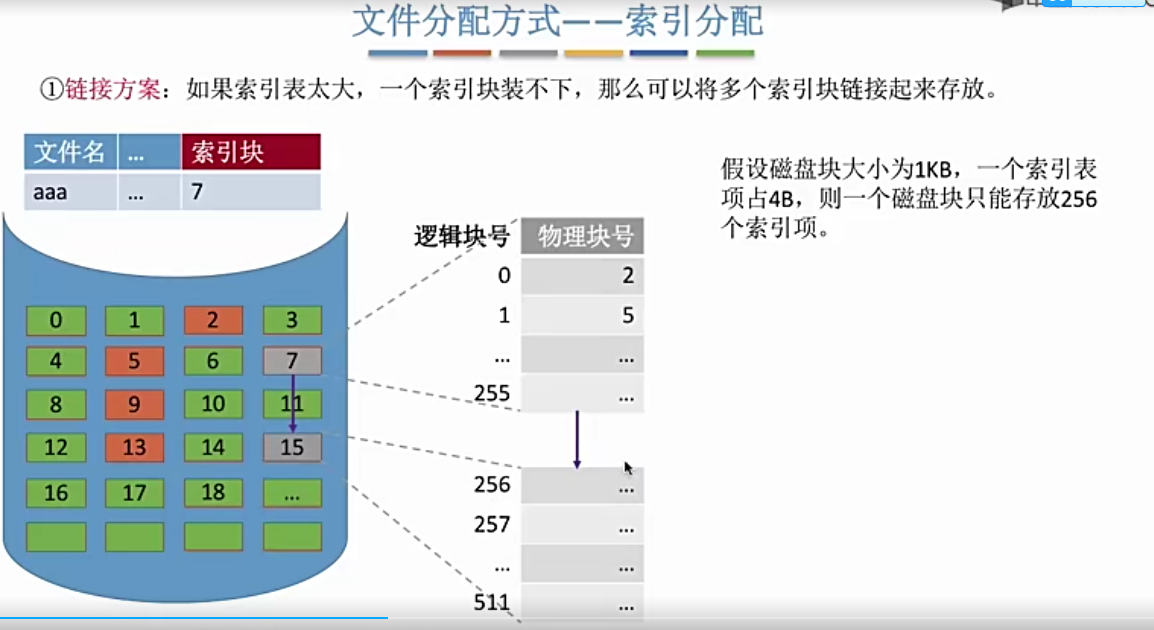 文件分配方式——索引分配
①链接方案：如果索引表太大，一个索引块装不下，那么可以将多个索引块链接起来存放。
文件名 ... 索引块
aaa ... 7
假设磁盘块大小为1KB，一个索引表
项占4B，则一个磁盘块只能存放256
个索引项。
逻辑块号 物理块号
0 2
1 5
... ...
255 ...
256 ...
257 ...
... ...
511 ...
0 1 2 3
4 5 6 7
8 9 10 11
12 13 14 15
16 17 18 ...